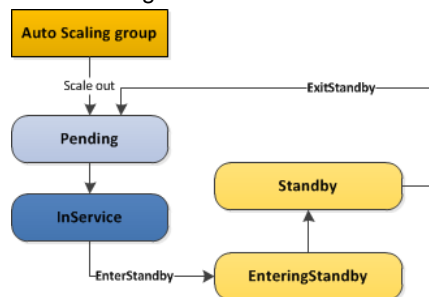 Auto Scaling group
Scale out
ExitStandby
Pending
Standby
InService
EnterStandby
EnteringStandby